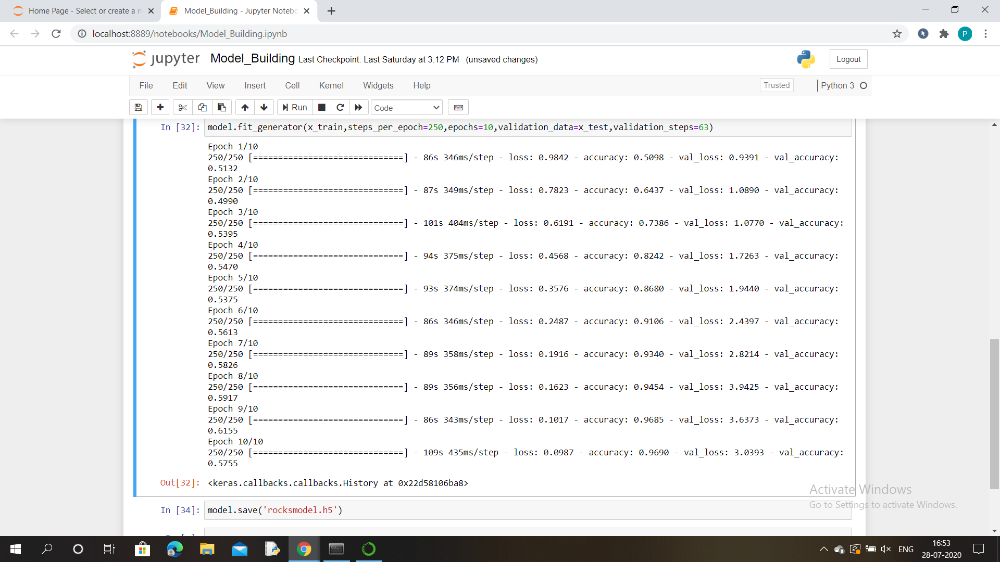 Home Page - Select or create a n
Model_Building - Jupyter Notebo
localhost:8889/notebooks/Model_Building.ipynb
P
jupyter Model_Building Last Checkpoint: Last Saturday at 3:12 PM (unsaved changes)
Logout
File Edit View Insert Cell Kernel Widgets Help
Trusted
Python 3
Run
Code
In [32]: model.fit_generator(x_train,steps_per_epoch=250,epochs=10,validation_data=x_test,validation_steps=63)
Epoch 1/10
250/250 [==============================] - 86s 346ms/step - loss: 0.9842 - accuracy: 0.5098 - val_loss: 0.9391 - val_accuracy:
0.5132
Epoch 2/10
250/250 [==============================] - 87s 349ms/step - loss: 0.7823 - accuracy: 0.6437 - val_loss: 1.0890 - val_accuracy:
0.4990
Epoch 3/10
250/250 [==============================] - 101s 404ms/step - loss: 0.6191 - accuracy: 0.7386 - val_loss: 1.0770 - val_accuracy:
0.5395
Epoch 4/10
250/250 [==============================] - 94s 375ms/step - loss: 0.4568 - accuracy: 0.8242 - val_loss: 1.7263 - val_accuracy:
0.5470
Epoch 5/10
250/250 [==============================] - 93s 374ms/step - loss: 0.3576 - accuracy: 0.8680 - val_loss: 1.9440 - val_accuracy:
0.5375
Epoch 6/10
250/250 [==============================] - 86s 346ms/step - loss: 0.2487 - accuracy: 0.9106 - val_loss: 2.4397 - val_accuracy:
0.5613
Epoch 7/10
250/250 [==============================] - 89s 358ms/step - loss: 0.1916 - accuracy: 0.9340 - val_loss: 2.8214 - val_accuracy:
0.5826
Epoch 8/10
250/250 [==============================] - 89s 356ms/step - loss: 0.1623 - accuracy: 0.9454 - val_loss: 3.9425 - val_accuracy:
0.5917
Epoch 9/10
250/250 [==============================] - 86s 343ms/step - loss: 0.1017 - accuracy: 0.9685 - val_loss: 3.6373 - val_accuracy:
0.6155
Epoch 10/10
250/250 [==============================] - 109s 435ms/step - loss: 0.0987 - accuracy: 0.9690 - val_loss: 3.0393 - val_accuracy:
0.5755
Out[32]: <keras.callbacks.callbacks.History at 0x22d58106ba8>
Activate Windows
Go to Settings to activate Windows.
In [34]: model.save('rocksmodel.h5')
ENG
16:53
28-07-2020